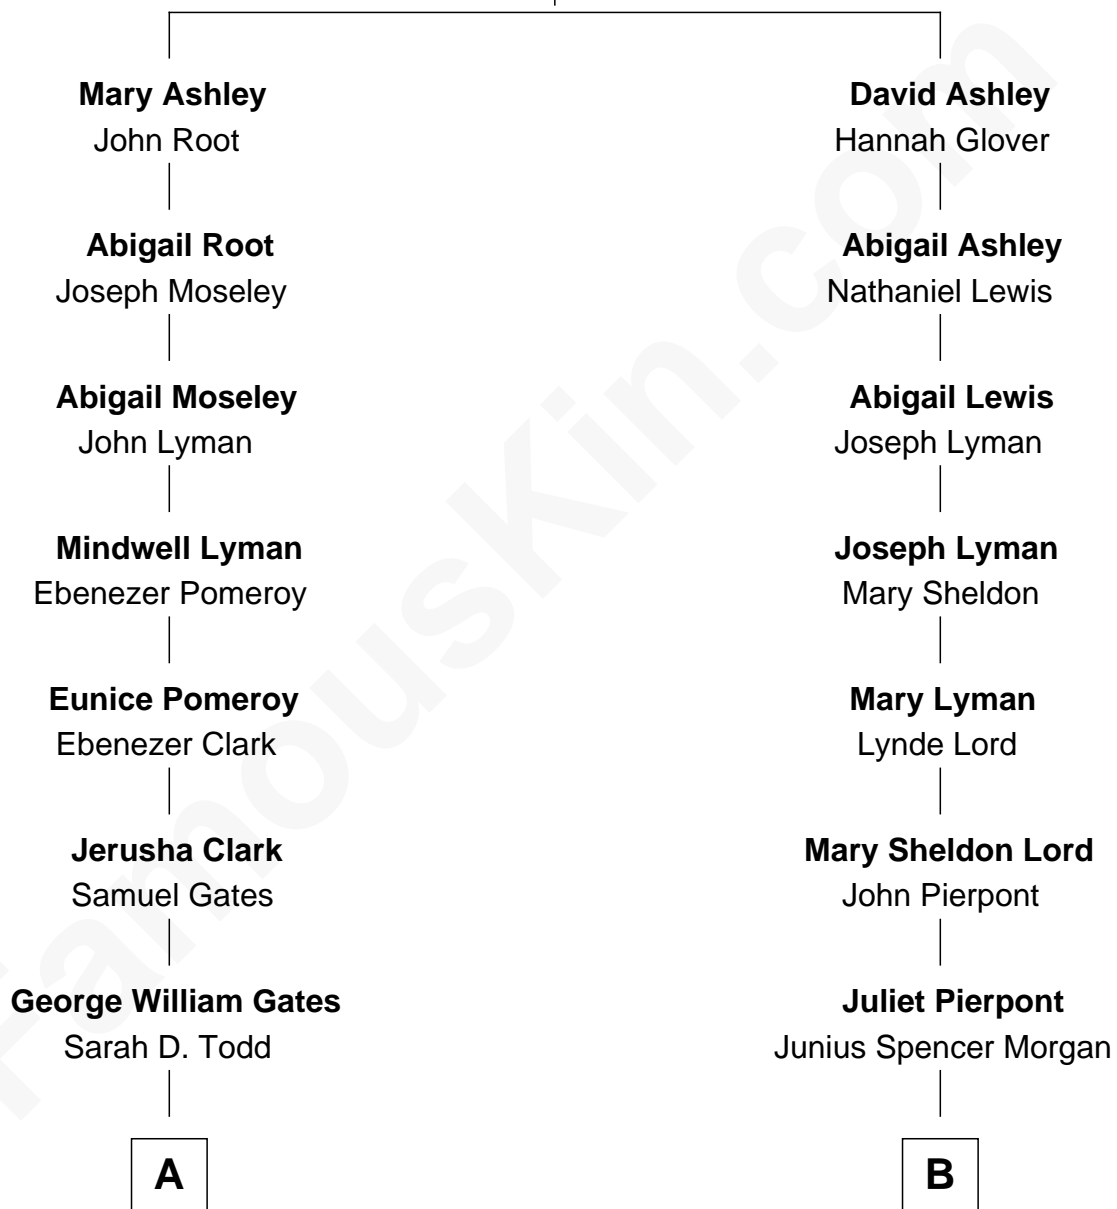 Mary Ashley
John Root
Abigail Root
Joseph Moseley
Abigail Moseley
John Lyman
Mindwell Lyman
Ebenezer Pomeroy
Eunice Pomeroy
Ebenezer Clark
Jerusha Clark
Samuel Gates
George William Gates
Sarah D. Todd
A
David Ashley
Hannah Glover
Abigail Ashley
Nathaniel Lewis
Abigail Lewis
Joseph Lyman
Joseph Lyman
Mary Sheldon
Mary Lyman
Lynde Lord
Mary Sheldon Lord
John Pierpont
Juliet Pierpont
Junius Spencer Morgan
B
FamousKin.com